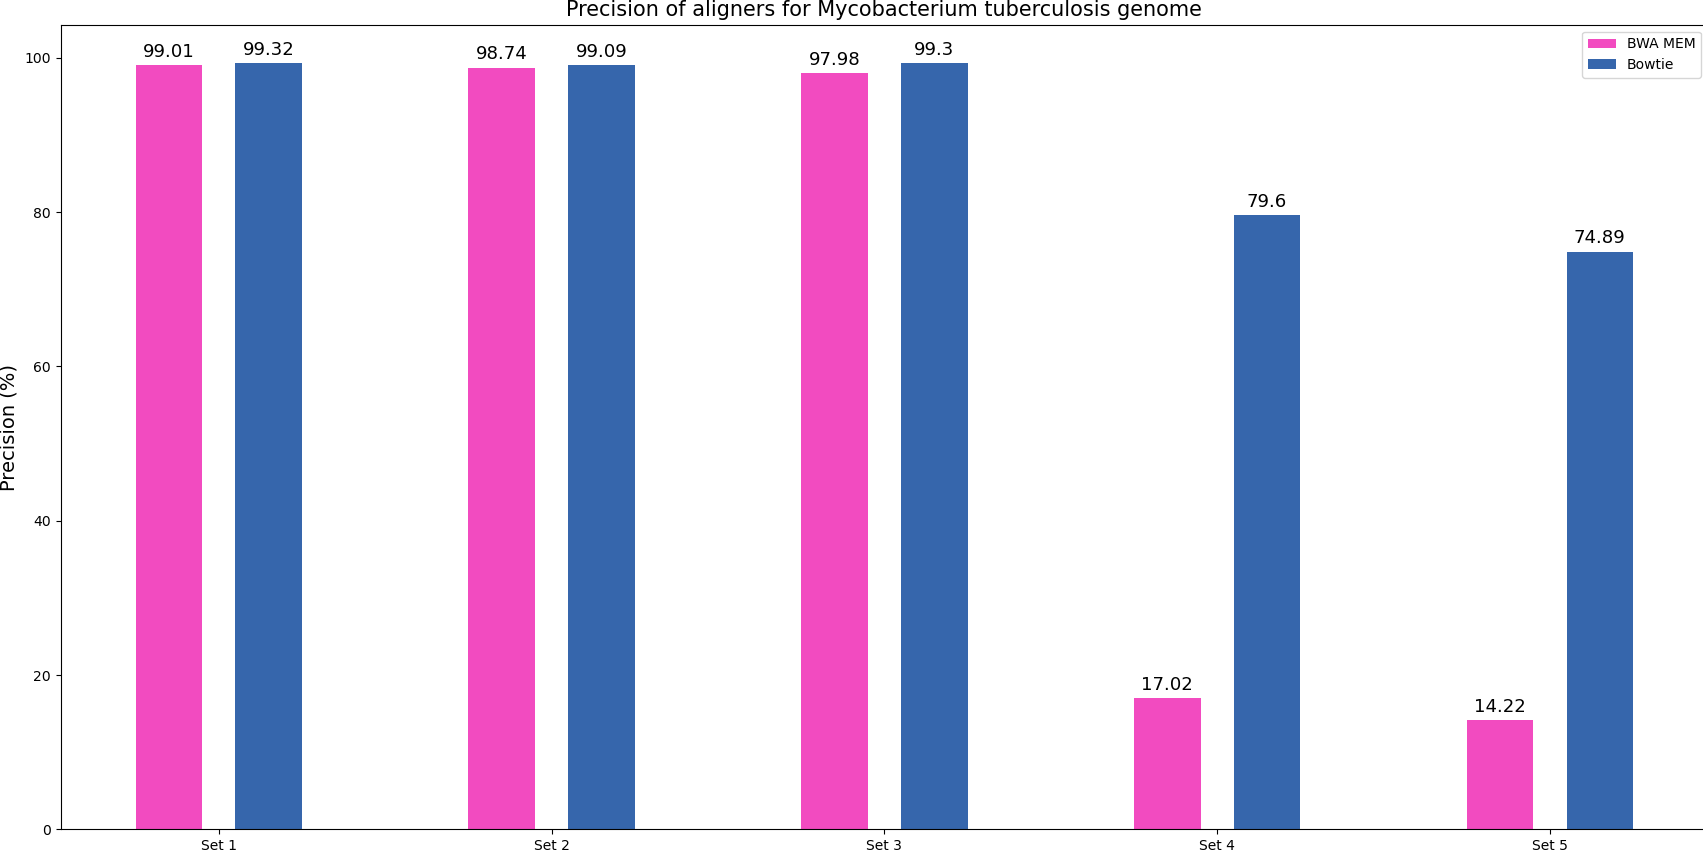 Precision of aligners for Mycobacterium tuberculosis genome
BWA MEM
Bowtie
Precision (%)
100
80
60
40
20
0
99.01
99.32
98.74
99.09
97.98
99.3
17.02
79.6
14.22
74.89
Set 1
Set 2
Set 3
Set 4
Set 5